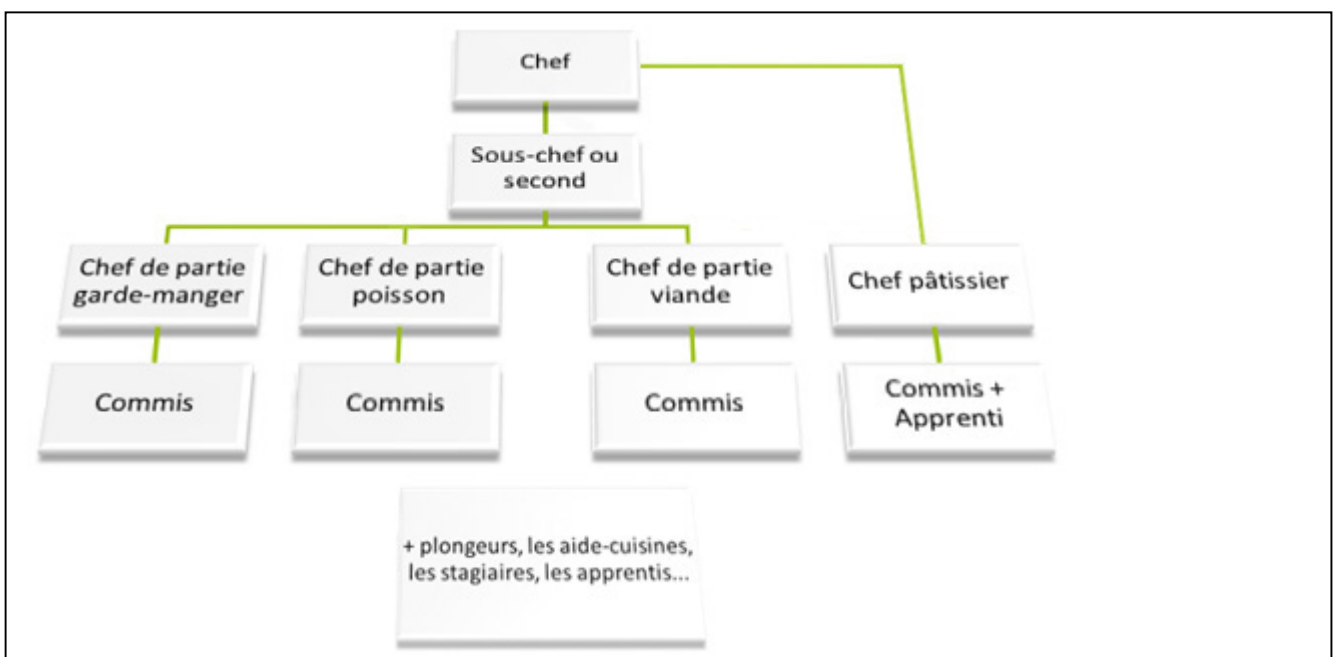 Chef
Sous-chef ou
second
Chef de partie
garde-manger
Chef de partie
poisson
Chef de partie
viande
Chef pâtissier
Commis
Commis
Commis
Commis +
Apprenti
+ plongeurs, les aide-cuisines,
les stagiaires, les apprentis...